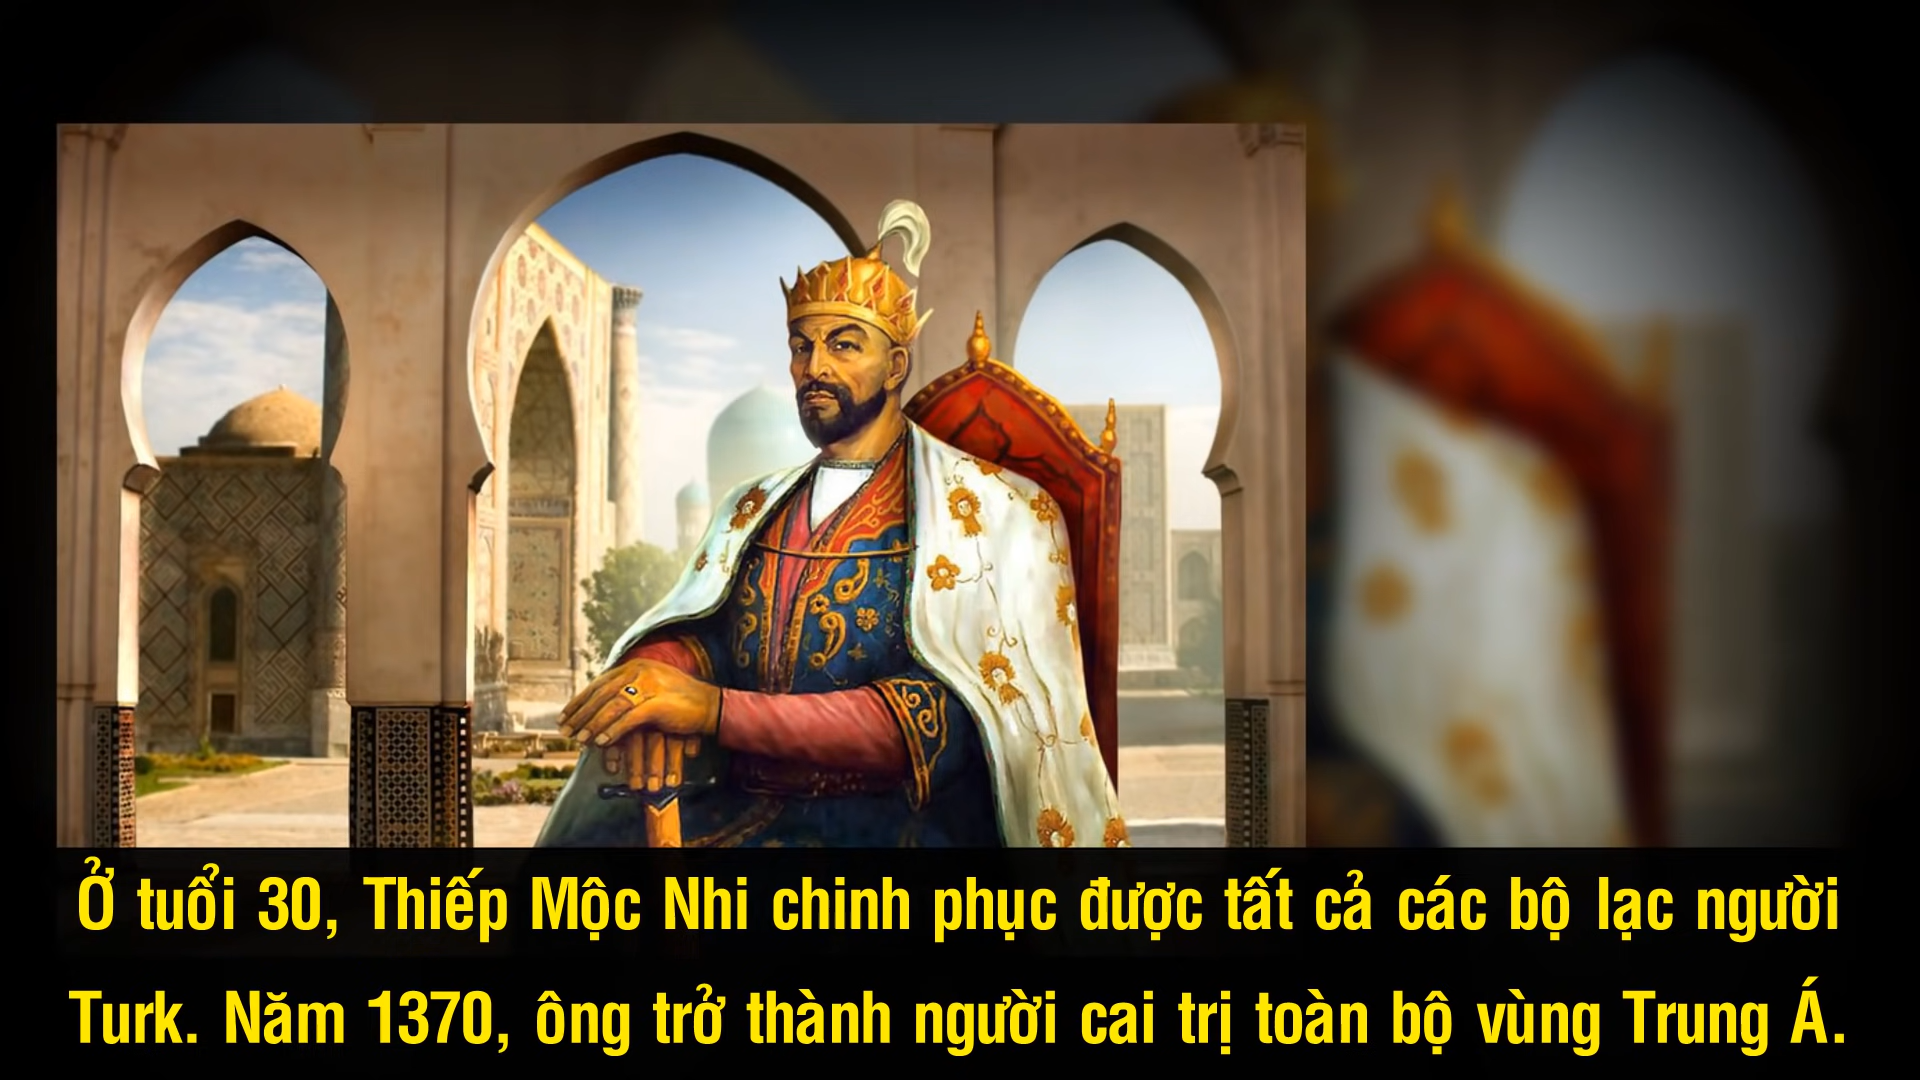 Ở tuổi 30, Thiếp Mộc Nhi chinh phục được tất cả các bộ lạc người
Turk. Năm 1370, ông trở thành người cai trị toàn bộ vùng Trung Á.